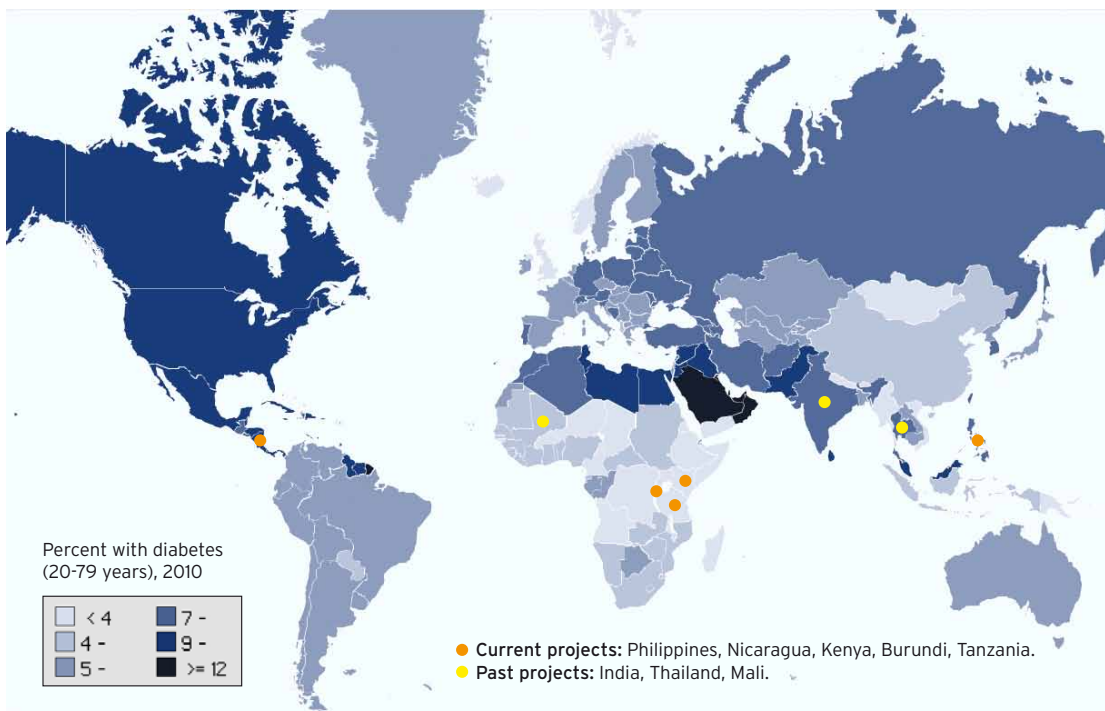 Percent with diabetes
(20-79 years), 2010
< 4
4 -
5 -
7 -
9 -
>= 12
Current projects: Philippines, Nicaragua, Kenya, Burundi, Tanzania.
Past projects: India, Thailand, Mali.